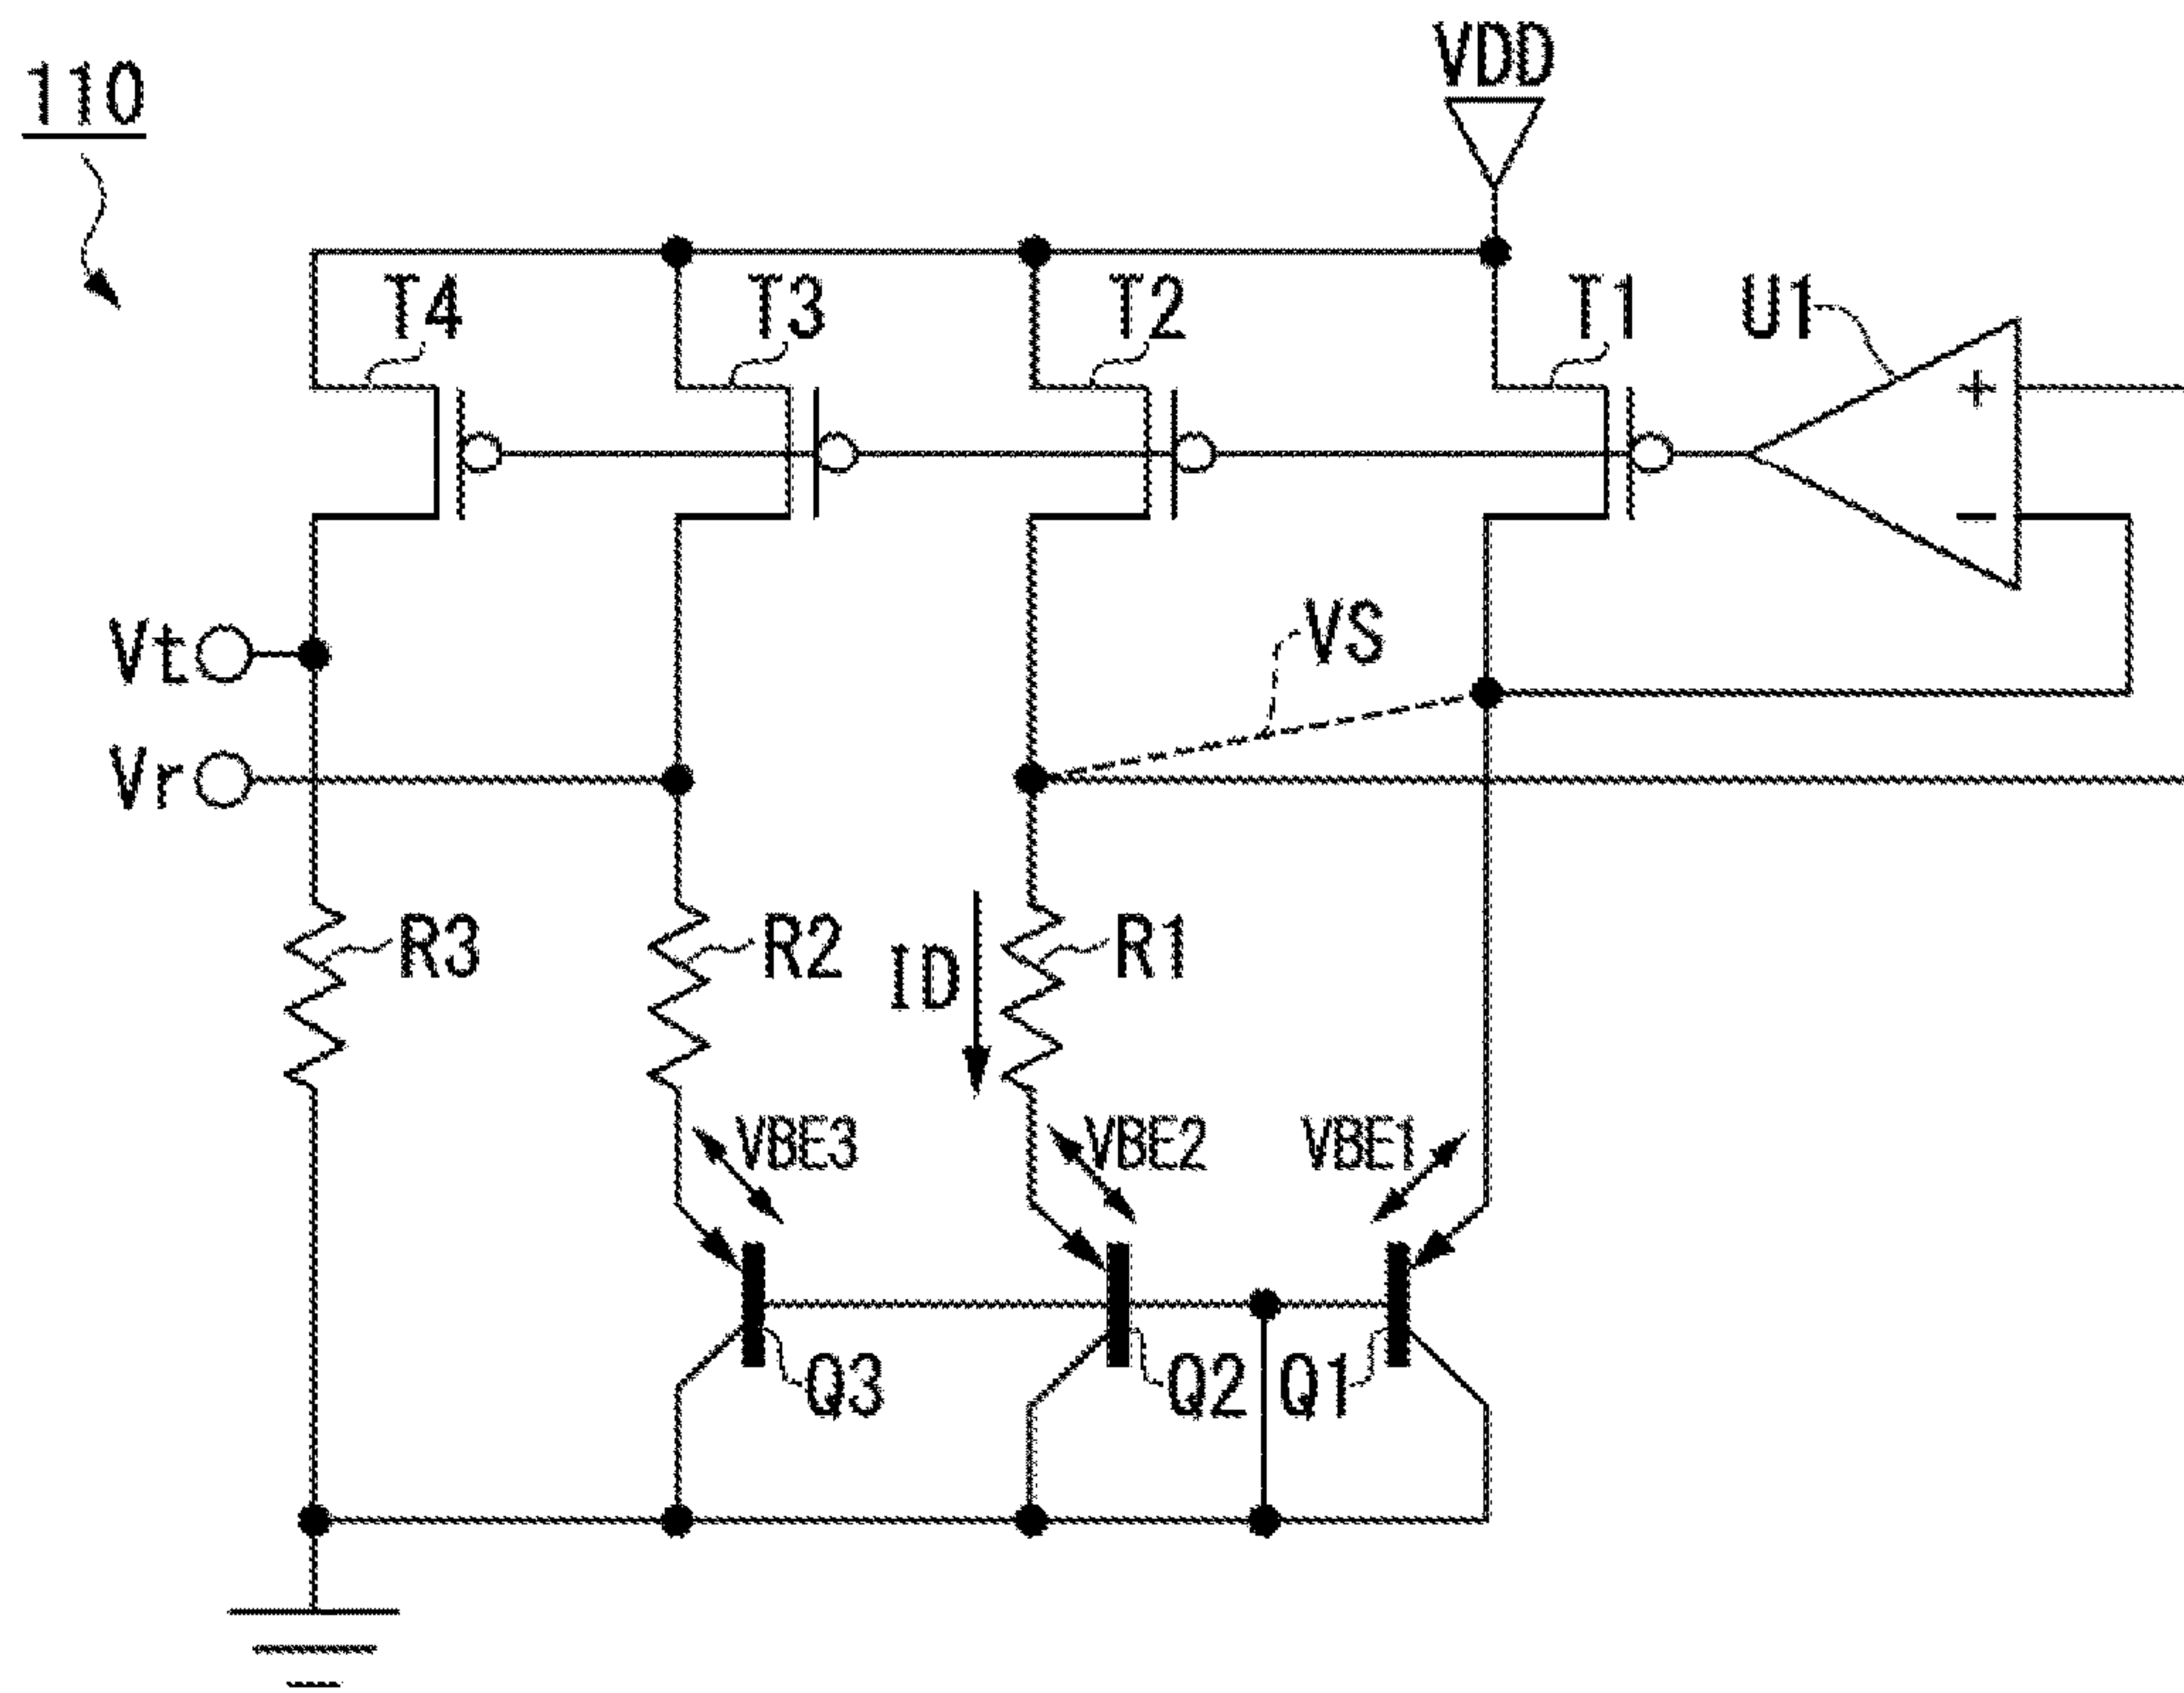 110
VDD
T4
T3
T2
T1
U1
+
−
Vt
VS
Vr
R3
R2
ID
R1
VBE3
VBE2
VBE1
Q3
Q2
Q1